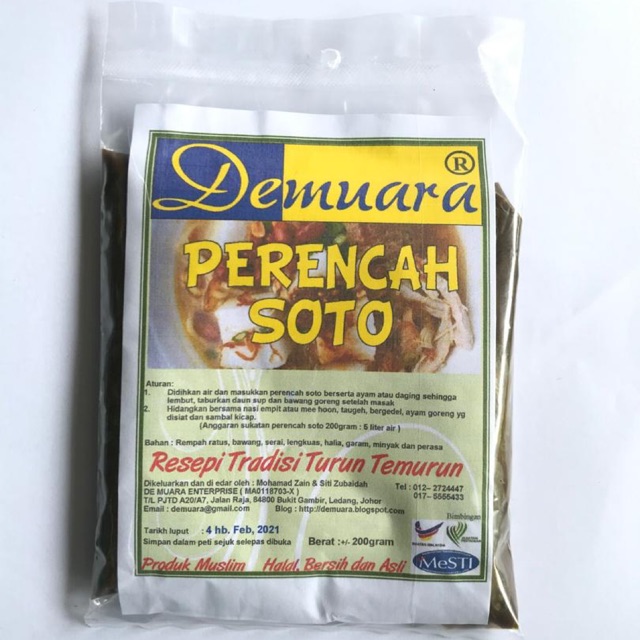 Demuara ®
PERENCAH
SOTO
Aturan:
1. Didihkan air dan masukkan perencah soto berserta ayam atau daging sehingga
lembut, taburkan daun sup dan bawang goreng setelah masak
2. Hidangkan bersama nasi empit atau mee hoon, taugeh, bergedel, ayam goreng yg
disiat dan sambal kicap.
(Anggaran sukatan perencah soto 200gram : 5 liter air )
Bahan : Rempah ratus, bawang, serai, lengkuas, halia, garam, minyak dan perasa
Resepi Tradisi Turun Temurun
Dikeluarkan dan di edar oleh : Mohamad Zain & Siti Zubaidah
DE MUARA ENTERPRISE ( MA0118703-X )
T/L PJTD A20/A7, Jalan Raja, 84800 Bukit Gambir, Ledang, Johor
Email : demuara@gmail.com Blog : http://demuara.blogspot.com
Tel : 012– 2724447
017– 5555433
Bimbingan
Tarikh luput : 4 hb. Feb, 2021
Simpan dalam peti sejuk selepas dibuka Berat :+/- 200gram
Produk Muslim Halal, Bersih dan Asli
MeSTI